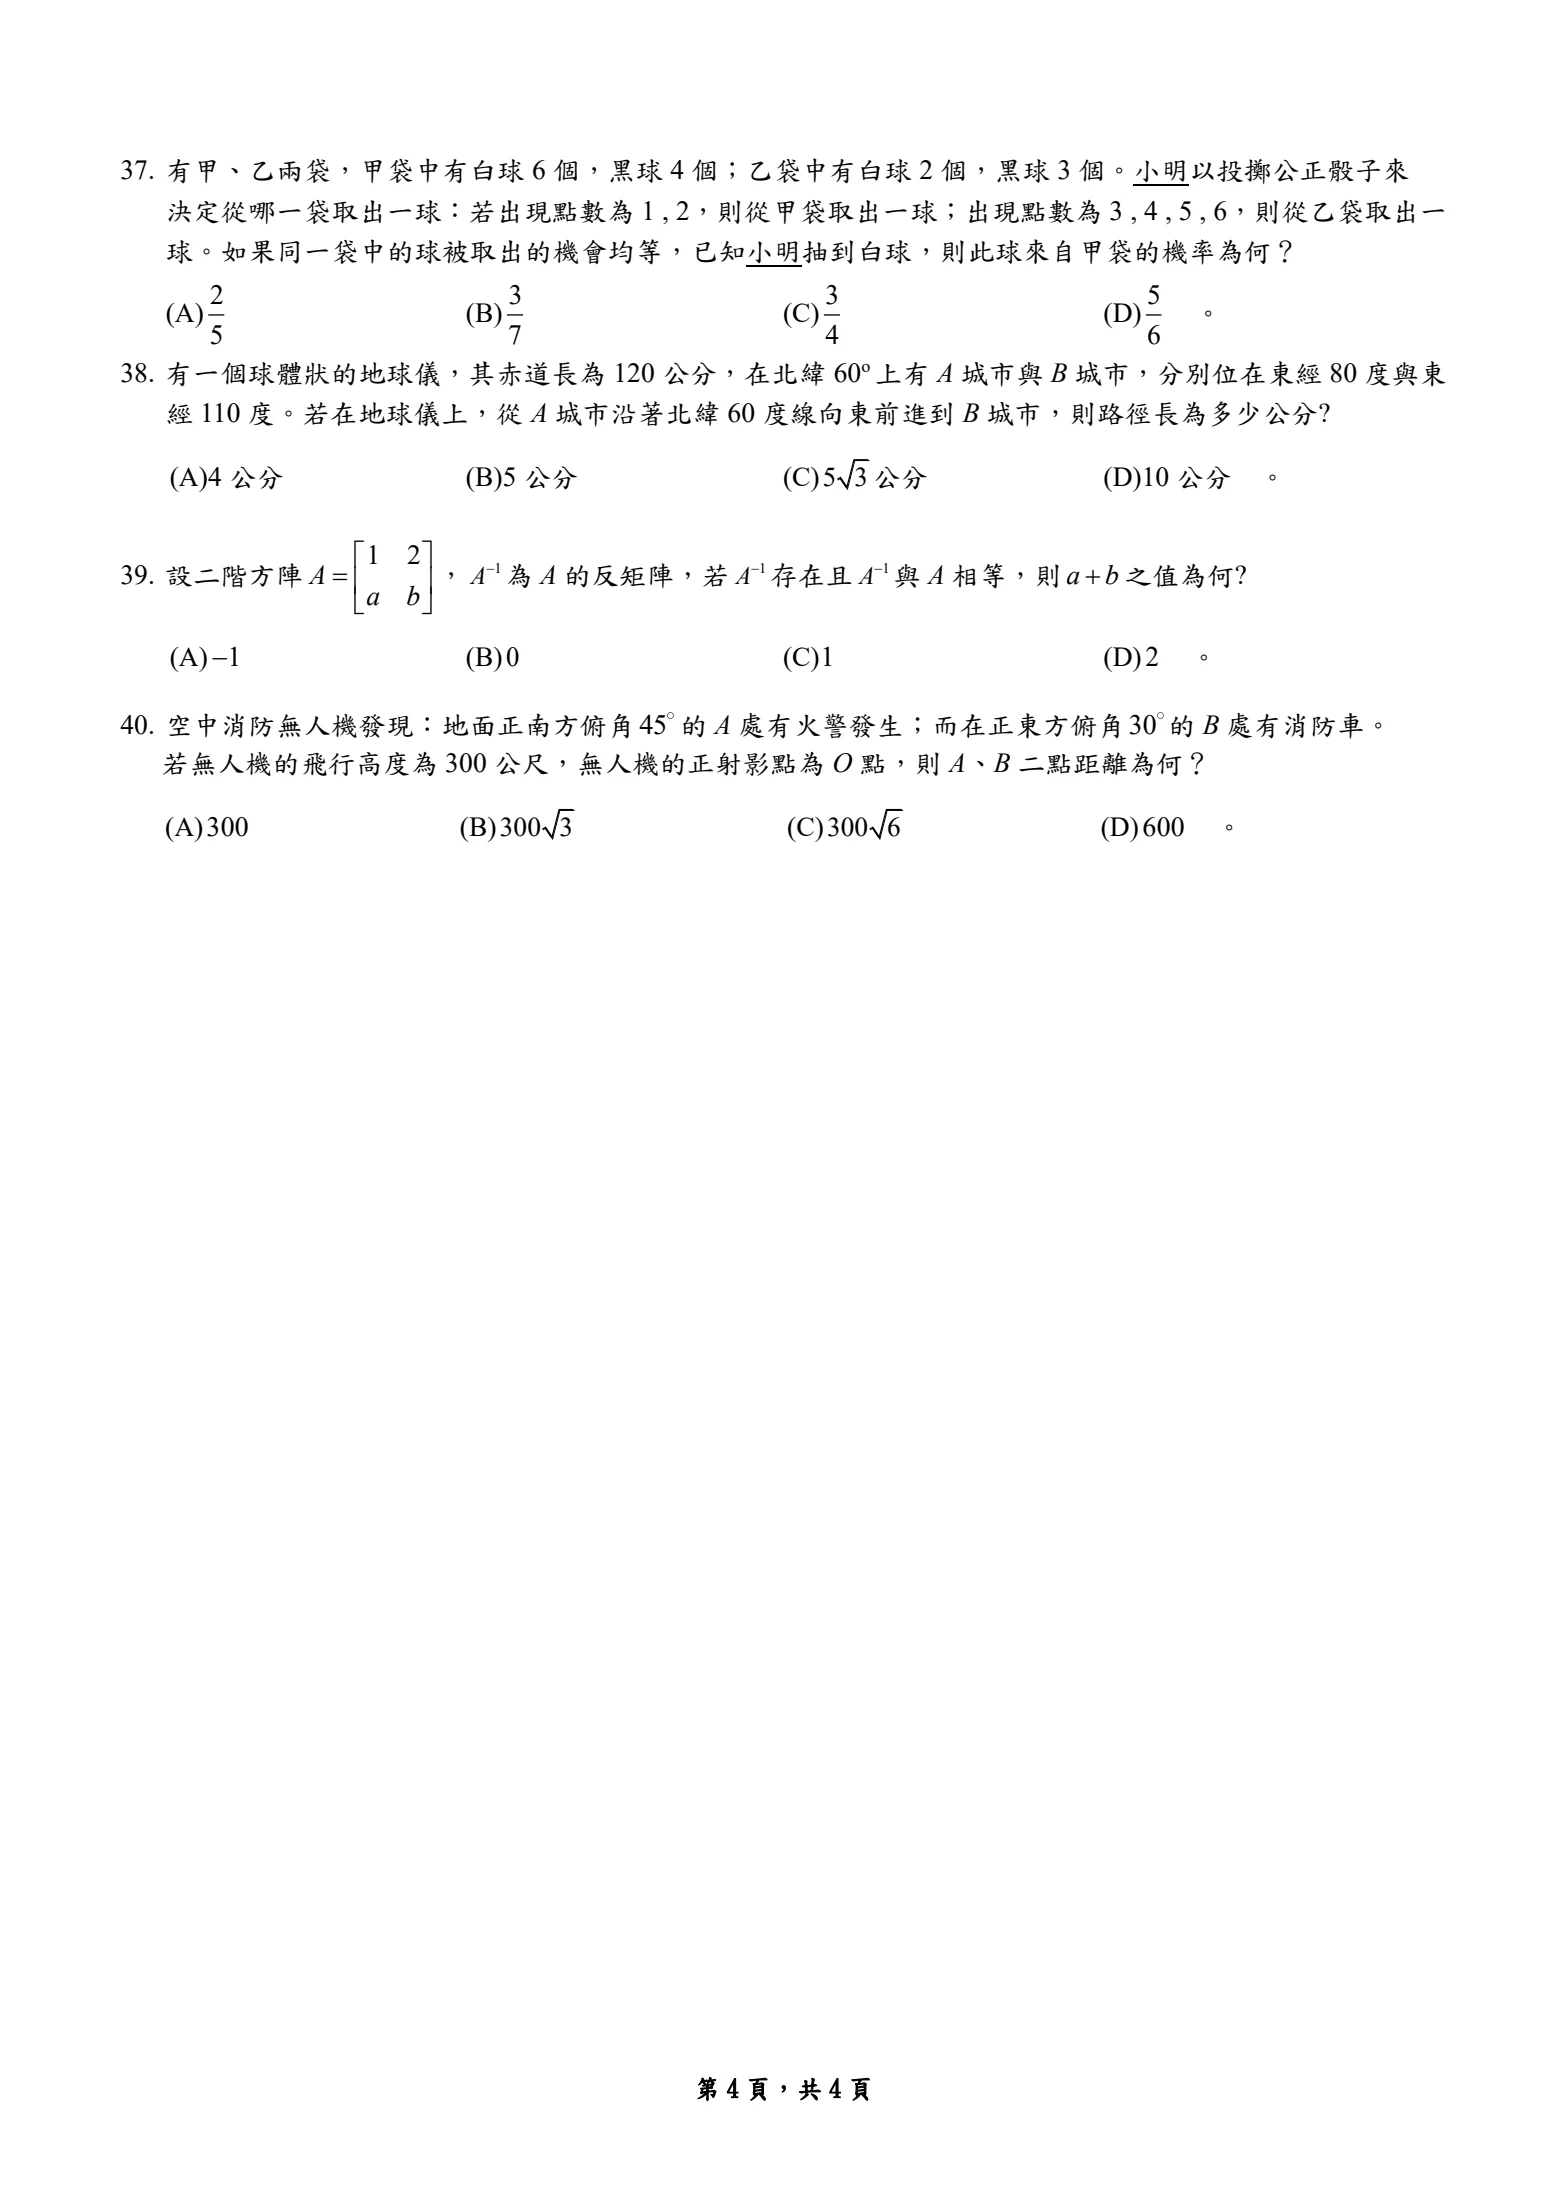 37. 有甲、乙兩袋，甲袋中有白球 6 個，黑球 4 個；乙袋中有白球 2 個，黑球 3 個。小明以投擲公正骰子來
決定從哪一袋取出一球：若出現點數為 1 , 2，則從甲袋取出一球；出現點數為 3 , 4 , 5 , 6，則從乙袋取出一
球。如果同一袋中的球被取出的機會均等，已知小明抽到白球，則此球來自甲袋的機率為何？
(A) 2/5 (B) 3/7 (C) 3/4 (D) 5/6 。
38. 有一個球體狀的地球儀，其赤道長為 120 公分，在北緯 60º 上有 A 城市與 B 城市，分別位在東經 80 度與東
經 110 度。若在地球儀上，從 A 城市沿著北緯 60 度線向東前進到 B 城市，則路徑長為多少公分?
(A)4 公分 (B)5 公分 (C)5√3 公分 (D)10 公分 。
39. 設二階方陣 A = [1 2; a b]，A⁻¹ 為 A 的反矩陣，若 A⁻¹ 存在且 A⁻¹ 與 A 相等，則 a + b 之值為何?
(A) −1 (B) 0 (C)1 (D) 2 。
40. 空中消防無人機發現：地面正南方俯角 45° 的 A 處有火警發生；而在正東方俯角 30° 的 B 處有消防車。
若無人機的飛行高度為 300 公尺，無人機的正射影點為 O 點，則 A、B 二點距離為何？
(A) 300 (B) 300√3 (C) 300√6 (D) 600 。
第 4 頁，共 4 頁